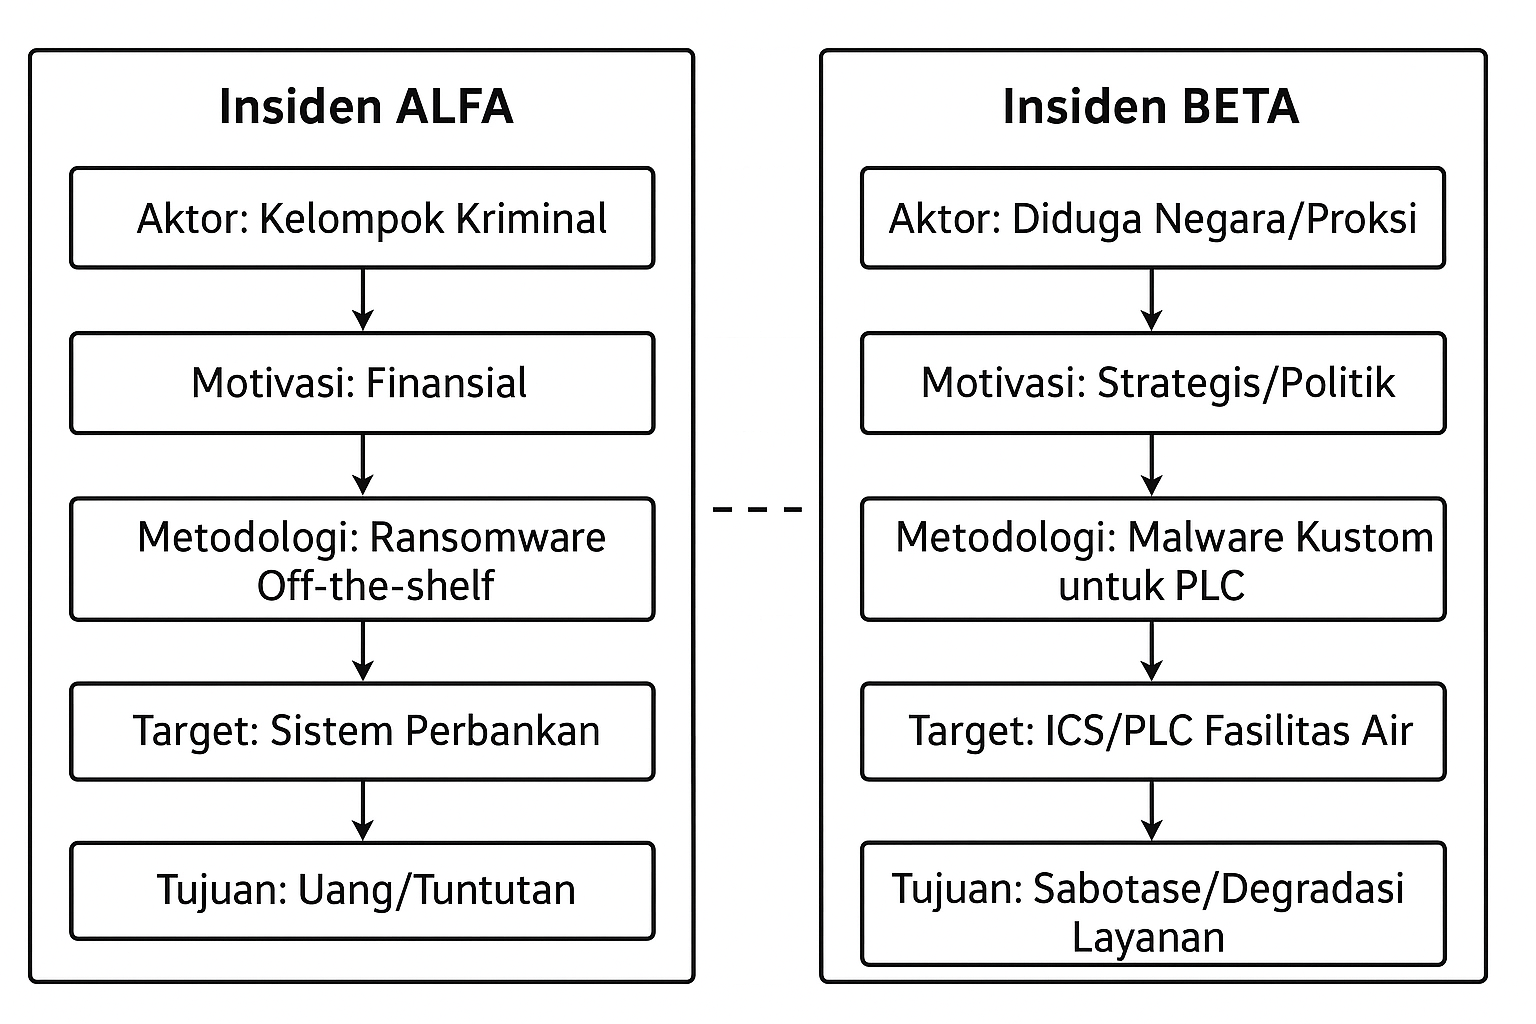 Insiden ALFA
Aktor: Kelompok Kriminal
Motivasi: Finansial
Metodologi: Ransomware
Off-the-shelf
Target: Sistem Perbankan
Tujuan: Uang/Tuntutan
Insiden BETA
Aktor: Diduga Negara/Proksi
Motivasi: Strategis/Politik
Metodologi: Malware Kustom
untuk PLC
Target: ICS/PLC Fasilitas Air
Tujuan: Sabotase/Degradasi
Layanan